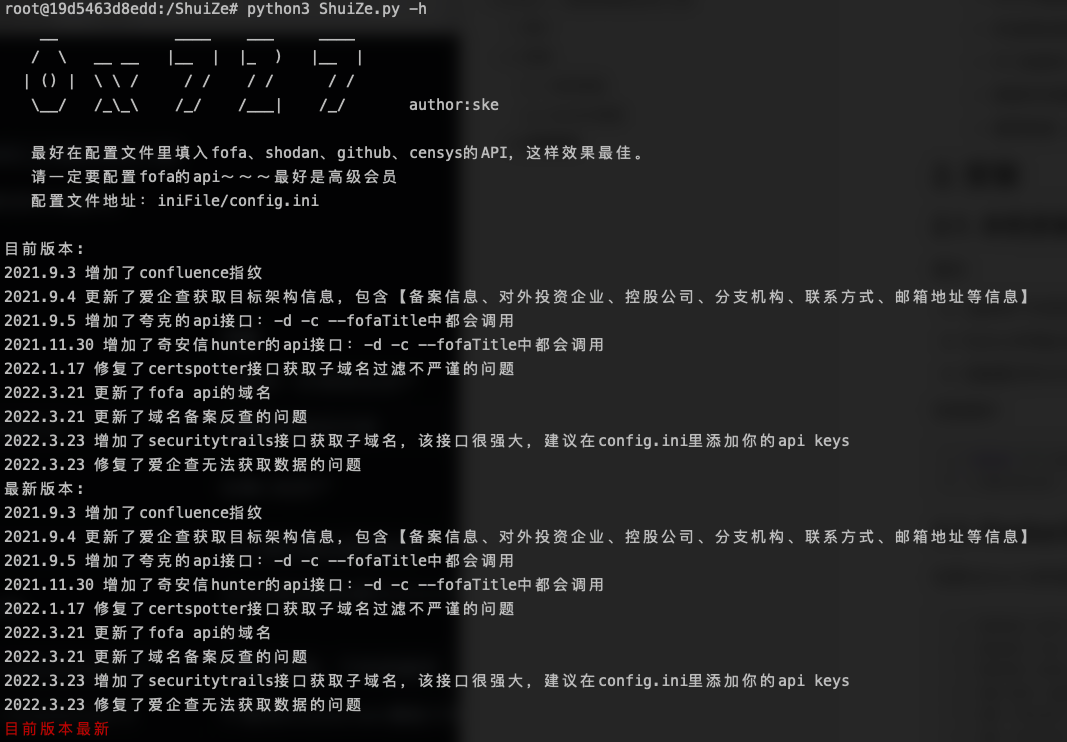 root@19d5463d8edd:/ShuiZe# python3 ShuiZe.py -h
author:ske
最好在配置文件里填入fofa、shodan、github、censys的API，这样效果最佳。
请一定要配置fofa的api～～～最好是高级会员
配置文件地址：iniFile/config.ini
目前版本：
2021.9.3 增加了confluence指纹
2021.9.4 更新了爱企查获取目标架构信息，包含【备案信息、对外投资企业、控股公司、分支机构、联系方式、邮箱地址等信息】
2021.9.5 增加了夸克的api接口：-d -c --fofaTitle中都会调用
2021.11.30 增加了奇安信hunter的api接口：-d -c --fofaTitle中都会调用
2022.1.17 修复了certspotter接口获取子域名过滤不严谨的问题
2022.3.21 更新了fofa api的域名
2022.3.21 更新了域名备案反查的问题
2022.3.23 增加了securitytrails接口获取子域名，该接口很强大，建议在config.ini里添加你的api keys
2022.3.23 修复了爱企查无法获取数据的问题
最新版本：
2021.9.3 增加了confluence指纹
2021.9.4 更新了爱企查获取目标架构信息，包含【备案信息、对外投资企业、控股公司、分支机构、联系方式、邮箱地址等信息】
2021.9.5 增加了夸克的api接口：-d -c --fofaTitle中都会调用
2021.11.30 增加了奇安信hunter的api接口：-d -c --fofaTitle中都会调用
2022.1.17 修复了certspotter接口获取子域名过滤不严谨的问题
2022.3.21 更新了fofa api的域名
2022.3.21 更新了域名备案反查的问题
2022.3.23 增加了securitytrails接口获取子域名，该接口很强大，建议在config.ini里添加你的api keys
2022.3.23 修复了爱企查无法获取数据的问题
目前版本最新